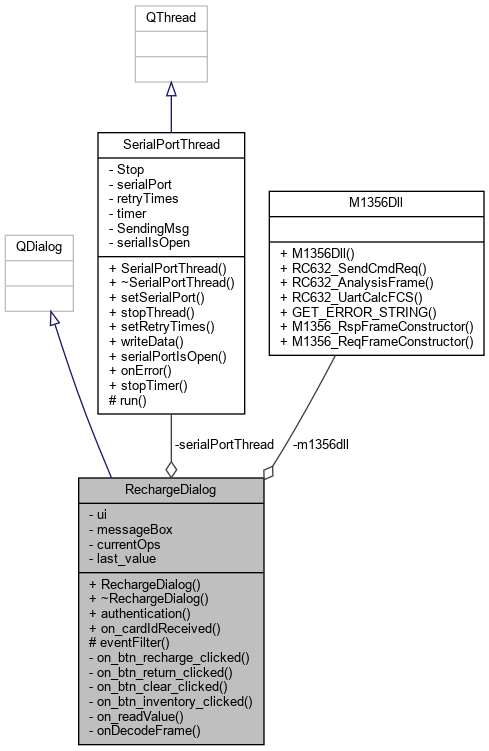 QThread
SerialPortThread
- Stop
- serialPort
- retryTimes
- timer
- SendingMsg
- serialIsOpen
+ SerialPortThread()
+ ~SerialPortThread()
+ setSerialPort()
+ stopThread()
+ setRetryTimes()
+ writeData()
+ serialPortIsOpen()
+ onError()
+ stopTimer()
# run()
M1356Dll
+ M1356Dll()
+ RC632_SendCmdReq()
+ RC632_AnalysisFrame()
+ RC632_UartCalcFCS()
+ GET_ERROR_STRING()
+ M1356_RspFrameConstructor()
+ M1356_ReqFrameConstructor()
QDialog
-serialPortThread
-m1356dll
RechargeDialog
- ui
- messageBox
- currentOps
- last_value
+ RechargeDialog()
+ ~RechargeDialog()
+ authentication()
+ on_cardIdReceived()
# eventFilter()
- on_btn_recharge_clicked()
- on_btn_return_clicked()
- on_btn_clear_clicked()
- on_btn_inventory_clicked()
- on_readValue()
- onDecodeFrame()